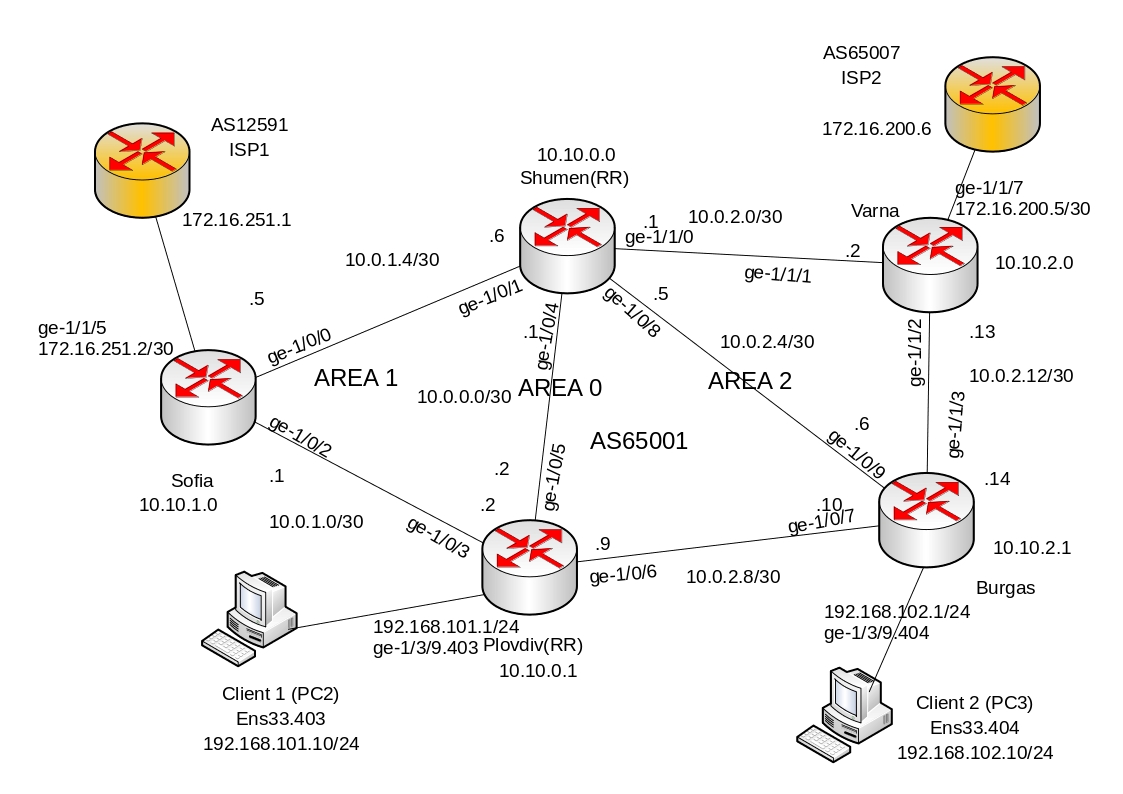 AS65007
ISP2
172.16.200.6
AS12591
ISP1
172.16.251.1
10.10.0.0
Shumen(RR)
ge-1/1/7
172.16.200.5/30
Varna
10.10.2.0
.6
.1
10.0.2.0/30
ge-1/1/0
.2
ge-1/1/1
10.0.1.4/30
ge-1/0/1
.5
ge-1/1/5
172.16.251.2/30
ge-1/0/0
.1
ge-1/0/4
.5
ge-1/0/8
10.0.2.4/30
ge-1/1/2
.13
10.0.2.12/30
AREA 1
AREA 0
AREA 2
10.0.0.0/30
ge-1/1/3
AS65001
.6
ge-1/0/9
ge-1/0/2
.1
.2
ge-1/0/5
.2
Sofia
10.10.1.0
10.0.1.0/30
ge-1/0/3
.14
.10
ge-1/0/7
.9
ge-1/0/6
10.0.2.8/30
10.10.2.1
Burgas
192.168.101.1/24
ge-1/3/9.403
Plovdiv(RR)
10.10.0.1
192.168.102.1/24
ge-1/3/9.404
Client 1 (PC2)
Ens33.403
192.168.101.10/24
Client 2 (PC3)
Ens33.404
192.168.102.10/24